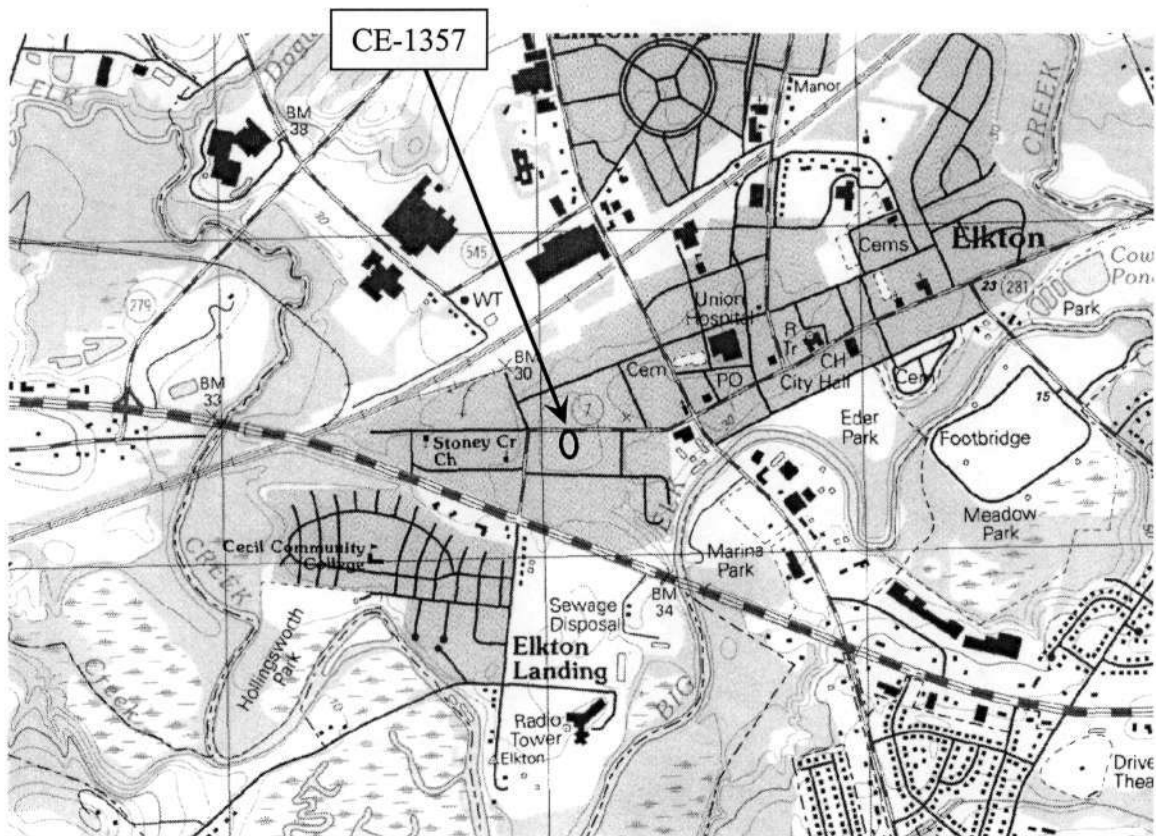 CE-1357
Manor
BM
38
CREEK
30
545
Cems
Elkton
279
WT
Union
Hospital
23
281
Park
R
Tr
CH
City Hall
BM
30
Cem
PO
Cem
BM
33
7
15
Eder
Park
Footbridge
Stoney Cr
Ch
Meadow
Park
CREEK
Cecil Community
College
Marina
Park
BM
34
Sewage
Disposal
Hollingsworth
Park
Elkton
Landing
BIG
Creek
10
Radio
Tower
Elkton